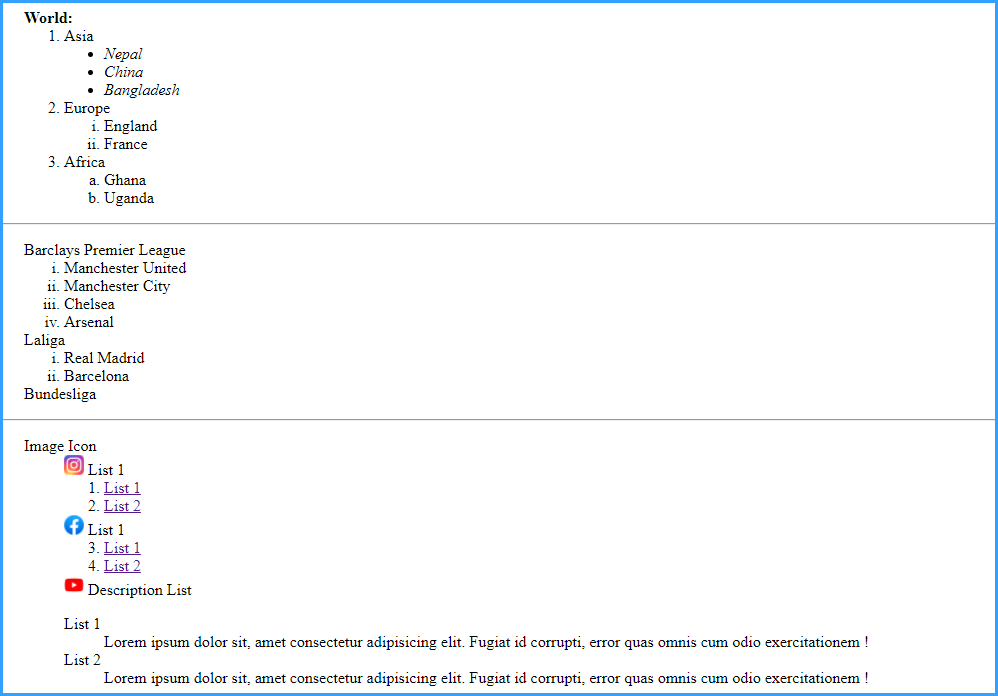 World:
1. Asia
• Nepal
• China
• Bangladesh
2. Europe
i. England
ii. France
3. Africa
a. Ghana
b. Uganda
Barclays Premier League
i. Manchester United
ii. Manchester City
iii. Chelsea
iv. Arsenal
Laliga
i. Real Madrid
ii. Barcelona
Bundesliga
Image Icon
List 1
1. List 1
2. List 2
List 1
3. List 1
4. List 2
Description List
List 1
Lorem ipsum dolor sit, amet consectetur adipisicing elit. Fugiat id corrupti, error quas omnis cum odio exercitationem !
List 2
Lorem ipsum dolor sit, amet consectetur adipisicing elit. Fugiat id corrupti, error quas omnis cum odio exercitationem !